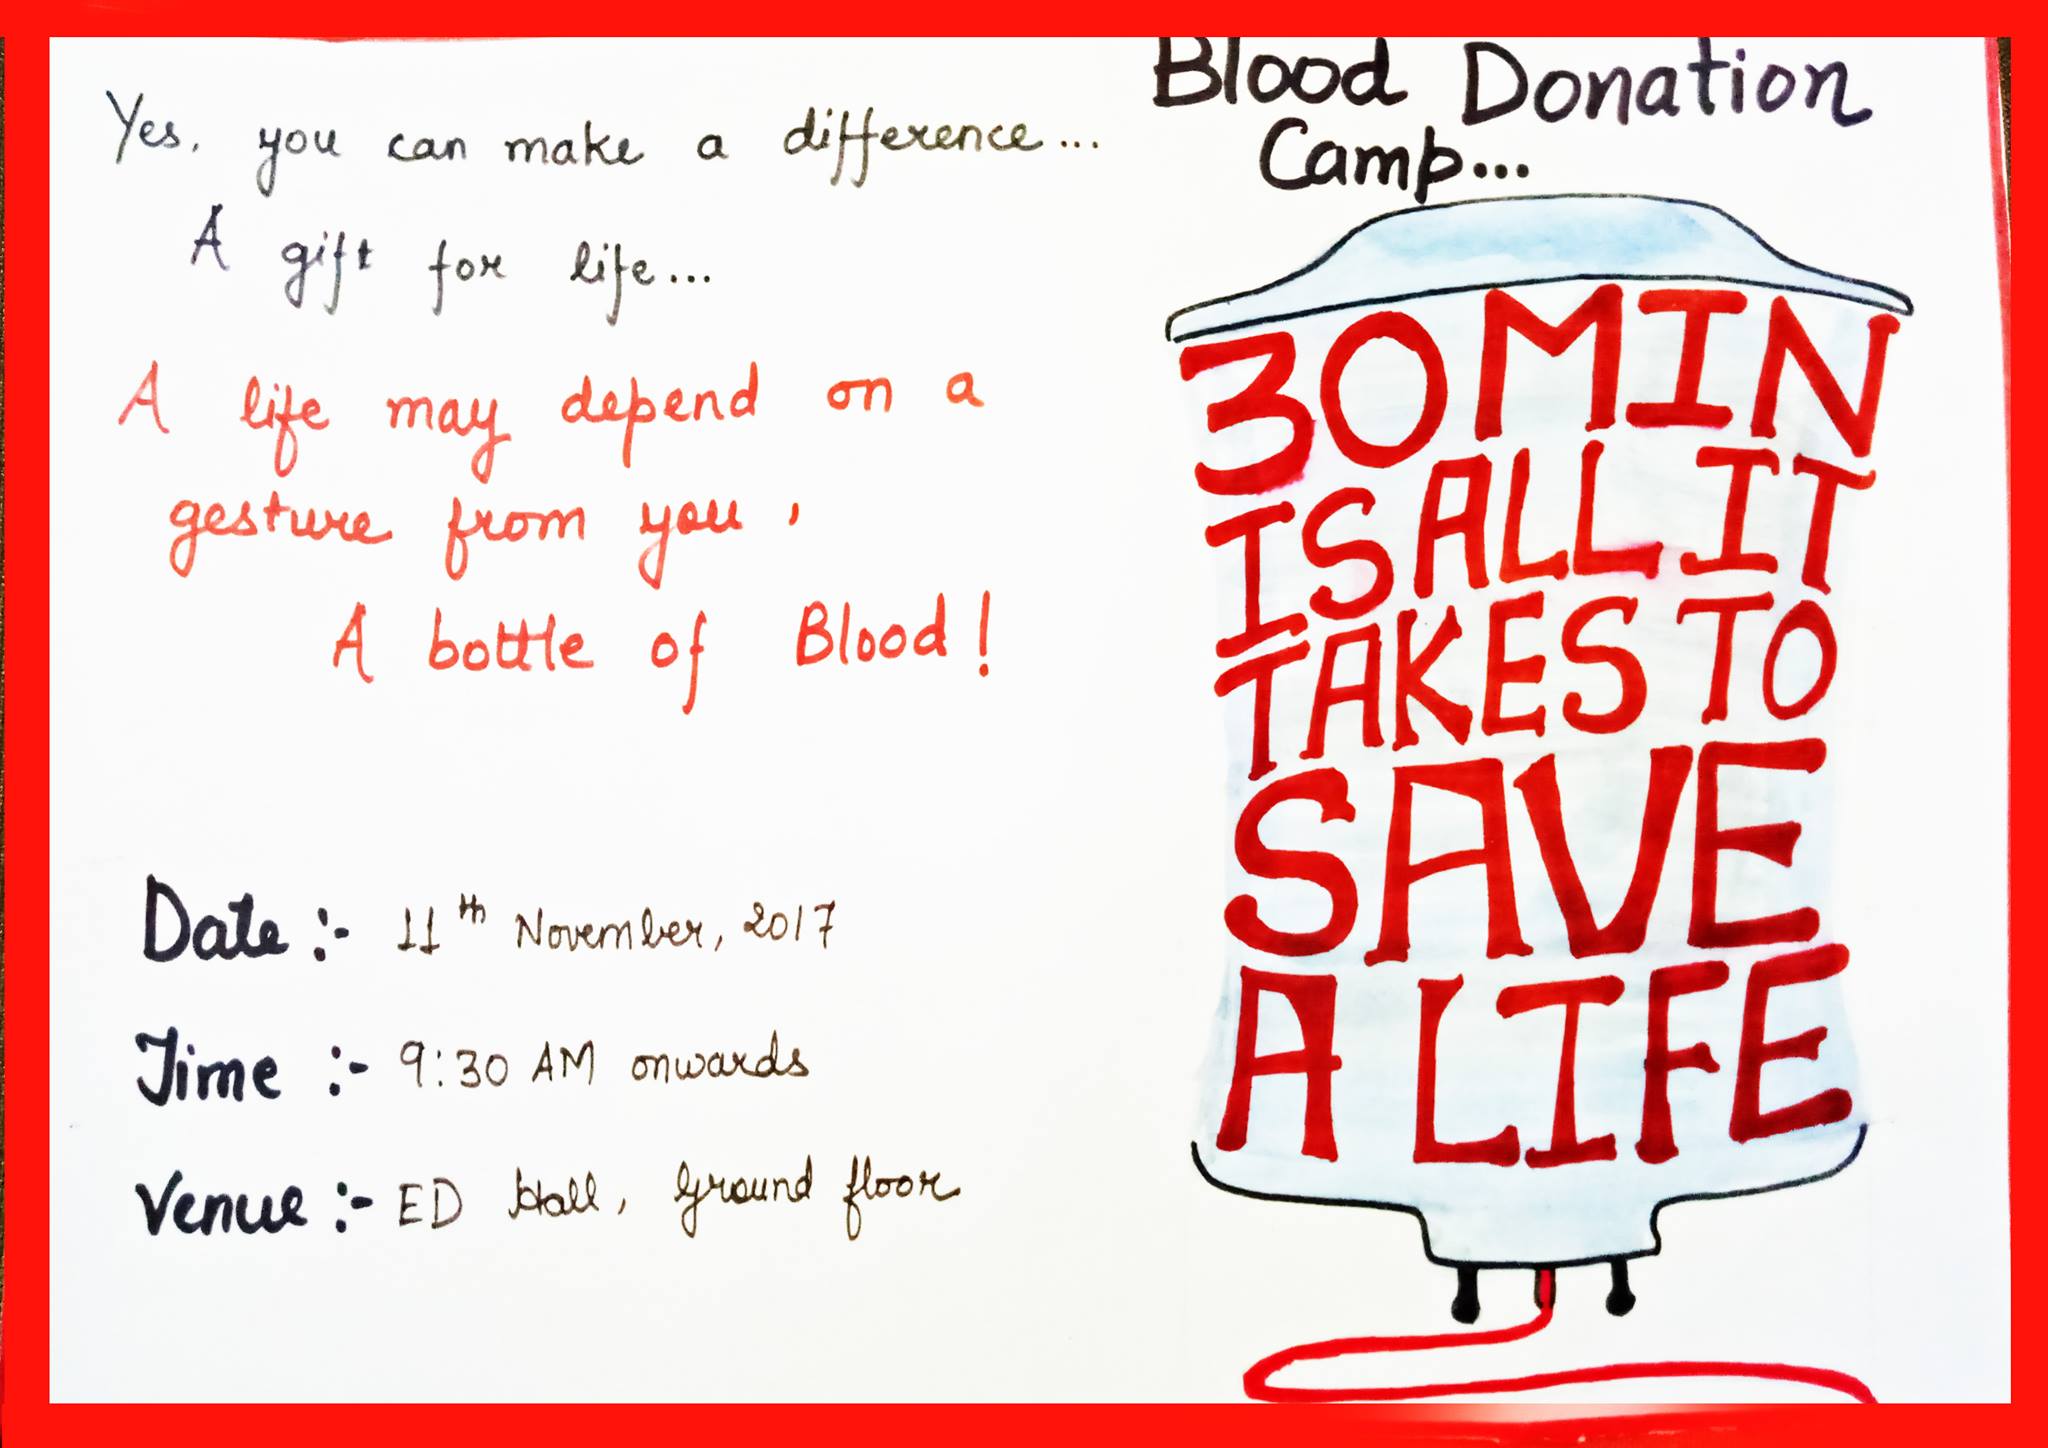 Yes, you can make a difference...
A gift for life...
A life may depend on a
gesture from you,
A bottle of Blood!
Date :- 11th November, 2017
Time :- 9:30 AM onwards
Venue :- ED Hall, Ground floor
Blood Donation
Camp...
30 MIN
IS ALL IT
TAKES TO
SAVE
A LIFE